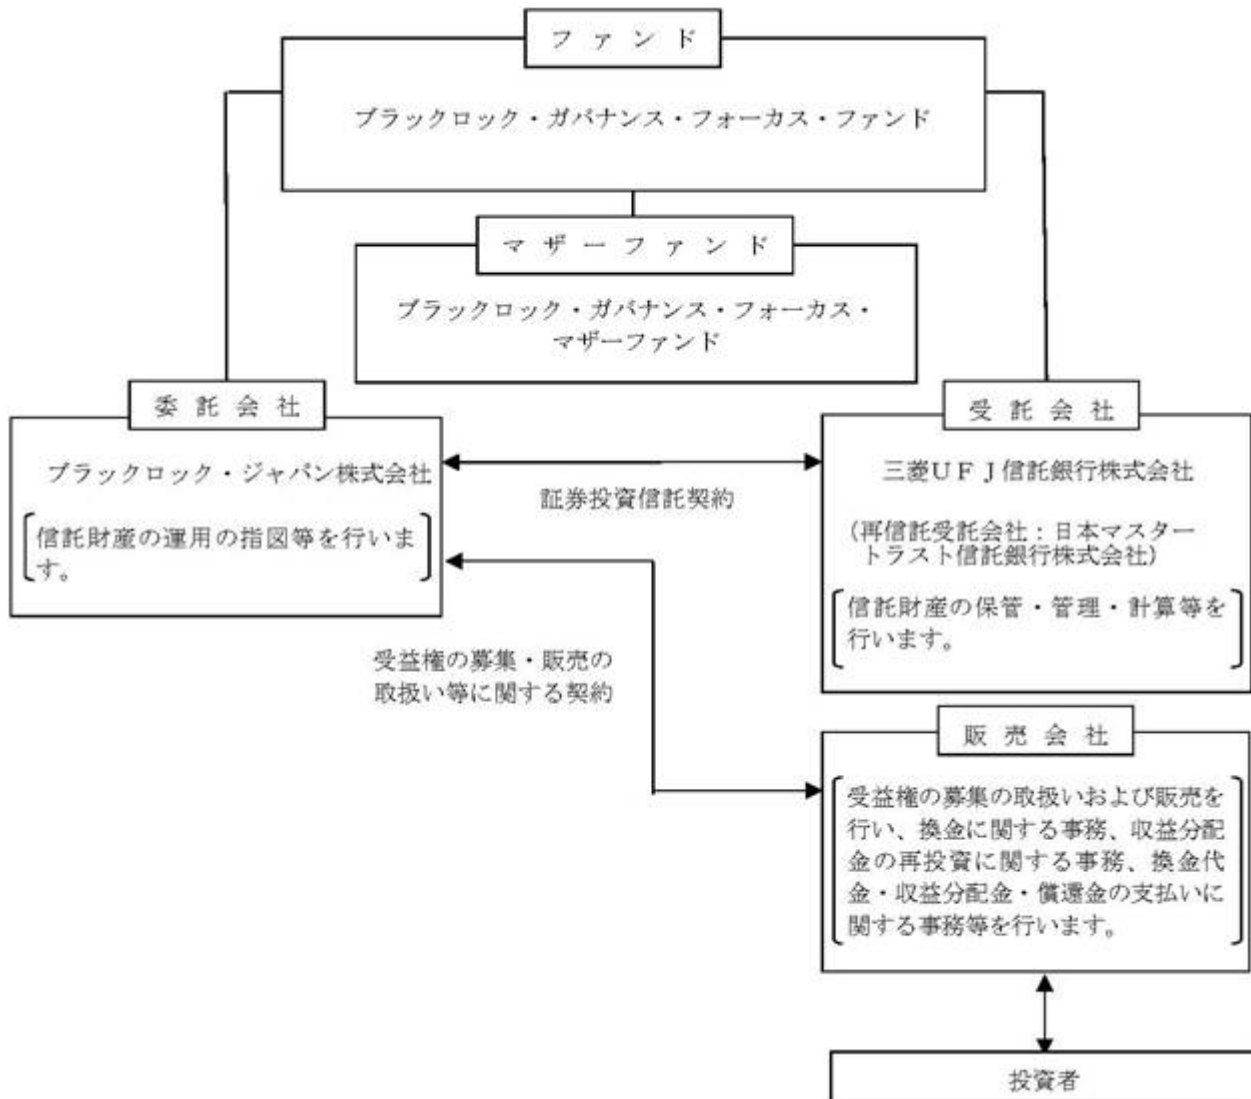 ファンド
ブラックロック・ガバナンス・フォーカス・ファンド
マザーファンド
ブラックロック・ガバナンス・フォーカス・
マザーファンド
委託会社
ブラックロック・ジャパン株式会社
信託財産の運用の指図等を行いま
す。
証券投資信託契約
受託会社
三菱UFJ信託銀行株式会社
(再信託受託会社：日本マスター
トラスト信託銀行株式会社)
信託財産の保管・管理・計算等を
行います。
受益権の募集・販売の
取扱い等に関する契約
販売会社
受益権の募集の取扱いおよび販売を
行い、換金に関する事務、収益分配
金の再投資に関する事務、換金代
金・収益分配金・償還金の支払いに
関する事務等を行います。
投資者